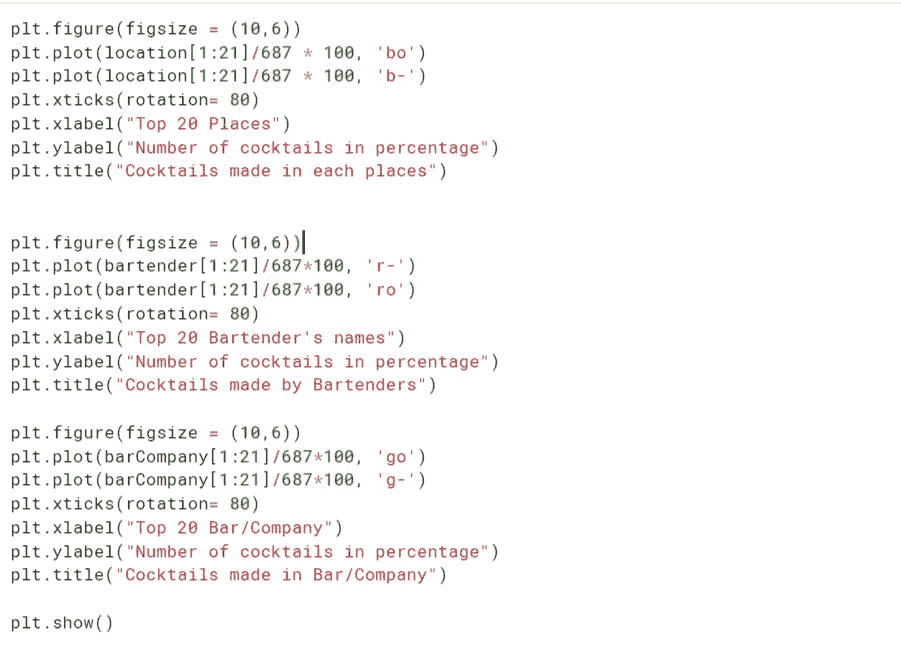 plt.figure(figsize = (10,6))
plt.plot(location[1:21]/687 * 100, 'bo')
plt.plot(location[1:21]/687 * 100, 'b-')
plt.xticks(rotation= 80)
plt.xlabel("Top 20 Places")
plt.ylabel("Number of cocktails in percentage")
plt.title("Cocktails made in each places")
plt.figure(figsize = (10,6))
plt.plot(bartender[1:21]/687*100, 'r-')
plt.plot(bartender[1:21]/687*100, 'ro')
plt.xticks(rotation= 80)
plt.xlabel("Top 20 Bartender's names")
plt.ylabel("Number of cocktails in percentage")
plt.title("Cocktails made by Bartenders")
plt.figure(figsize = (10,6))
plt.plot(barCompany[1:21]/687*100, 'go')
plt.plot(barCompany[1:21]/687*100, 'g-')
plt.xticks(rotation= 80)
plt.xlabel("Top 20 Bar/Company")
plt.ylabel("Number of cocktails in percentage")
plt.title("Cocktails made in Bar/Company")
plt.show()